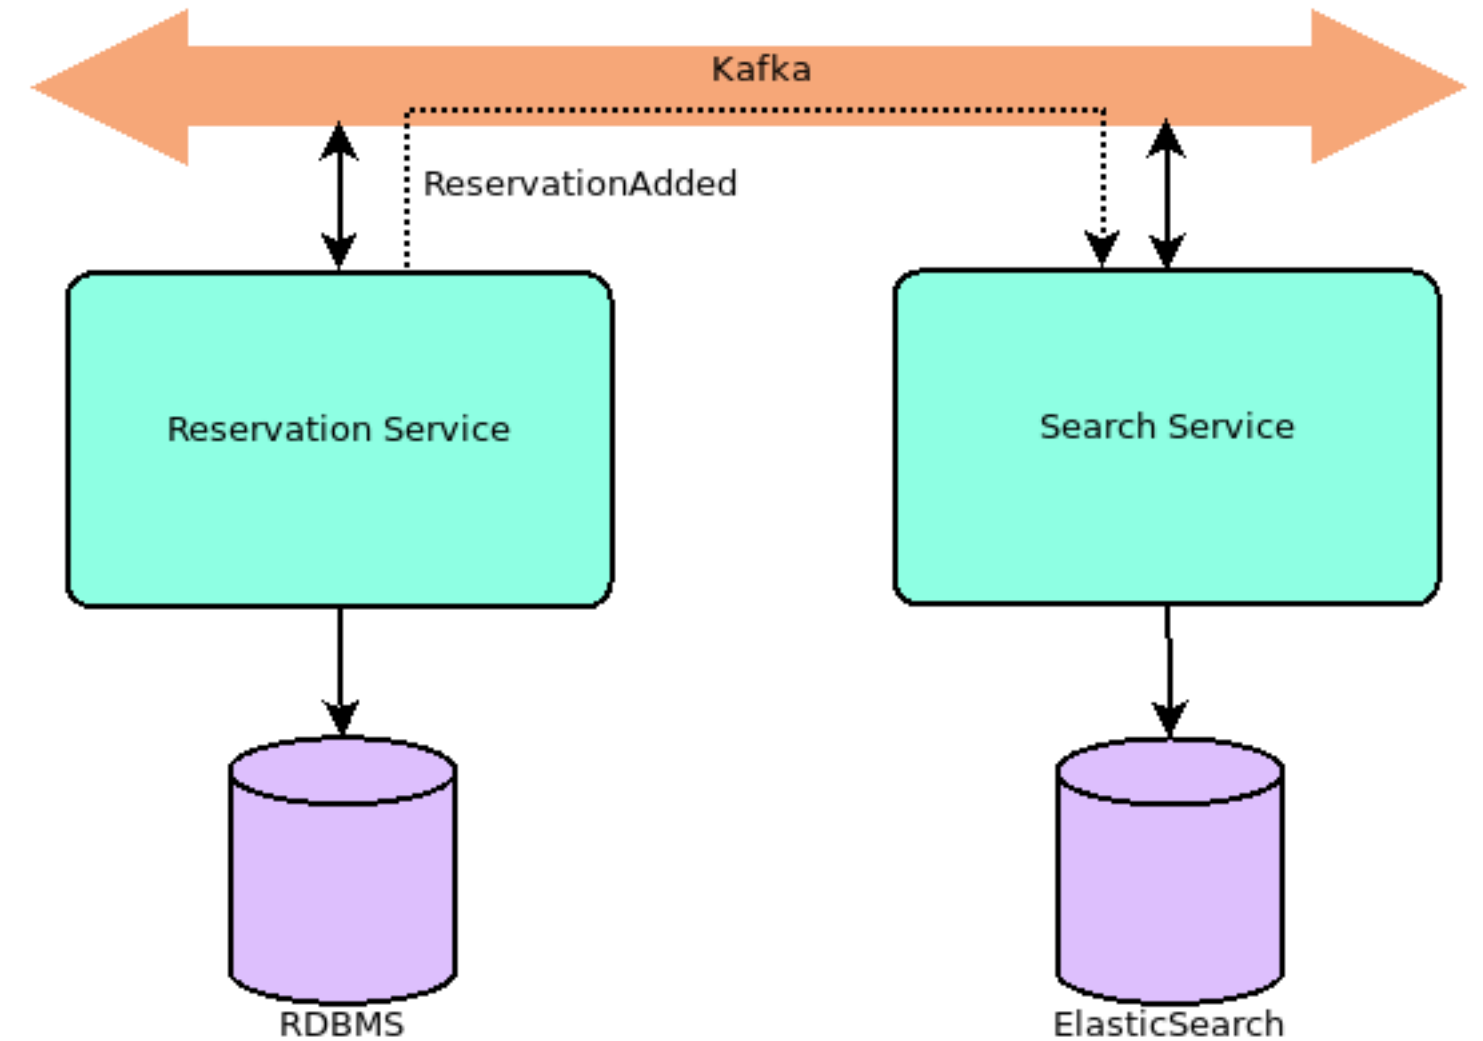 Kafka
ReservationAdded
Reservation Service
Search Service
RDBMS
ElasticSearch